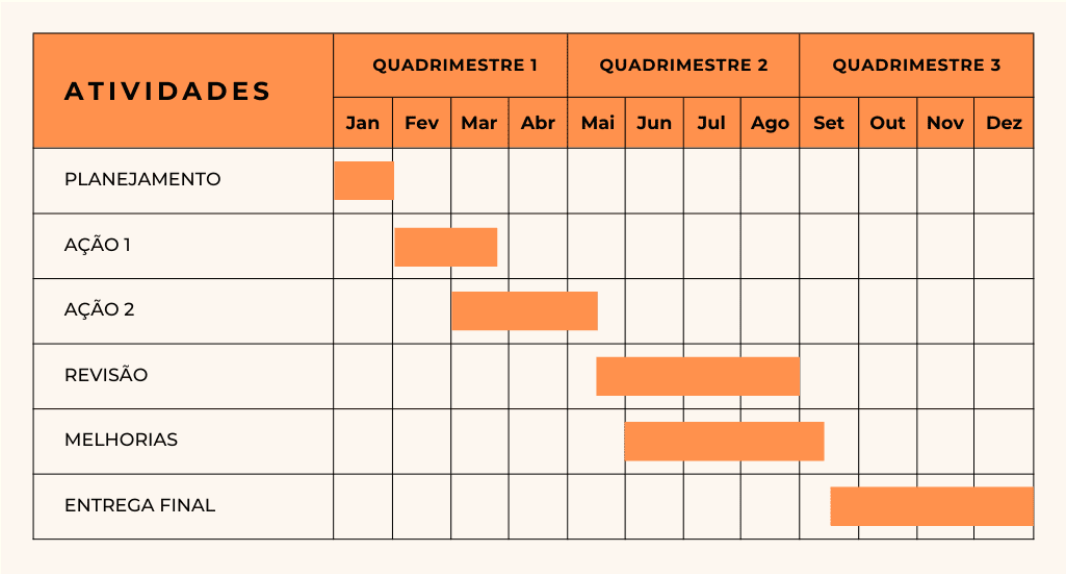 ATIVIDADES
QUADRIMESTRE 1 QUADRIMESTRE 2 QUADRIMESTRE 3
Jan Fev Mar Abr Mai Jun Jul Ago Set Out Nov Dez
PLANEJAMENTO
AÇÃO 1
AÇÃO 2
REVISÃO
MELHORIAS
ENTREGA FINAL